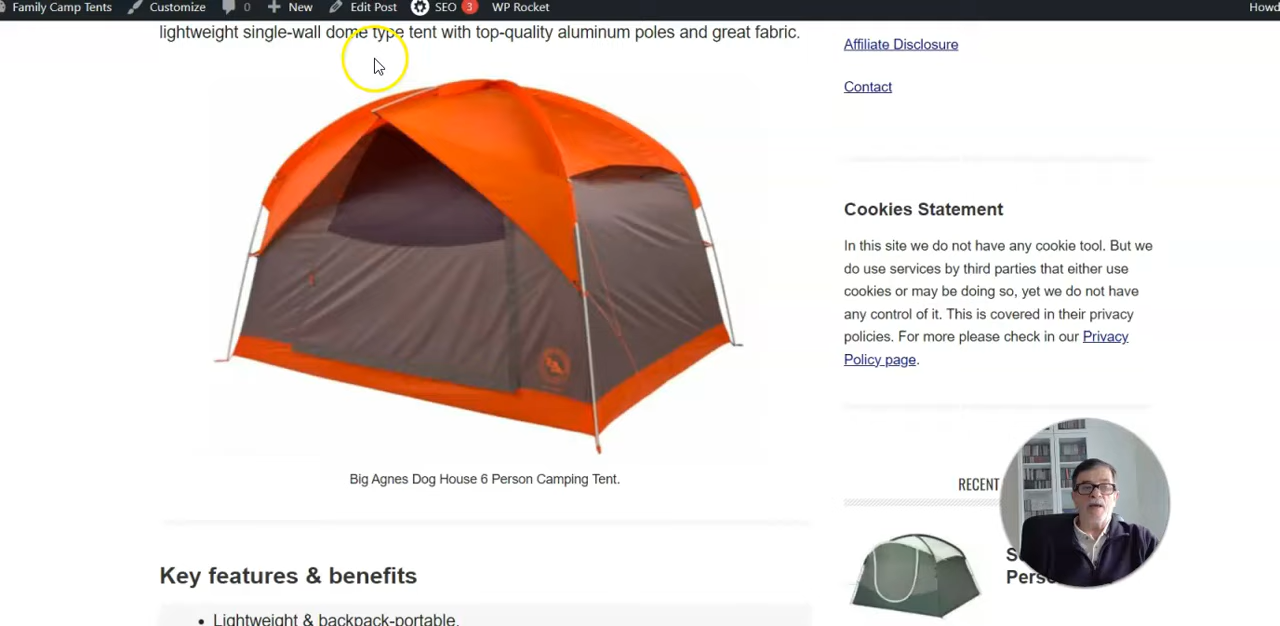 Family Camp Tents Customize 0 New Edit Post SEO 3 WP Rocket Howd
lightweight single-wall dome type tent with top-quality aluminum poles and great fabric.
Big Agnes Dog House 6 Person Camping Tent.
Key features & benefits
• Lightweight & backpack-portable.
Affiliate Disclosure
Contact
Cookies Statement
In this site we do not have any cookie tool. But we
do use services by third parties that either use
cookies or may be doing so, yet we do not have
any control of it. This is covered in their privacy
policies. For more please check in our Privacy
Policy page.
RECENT